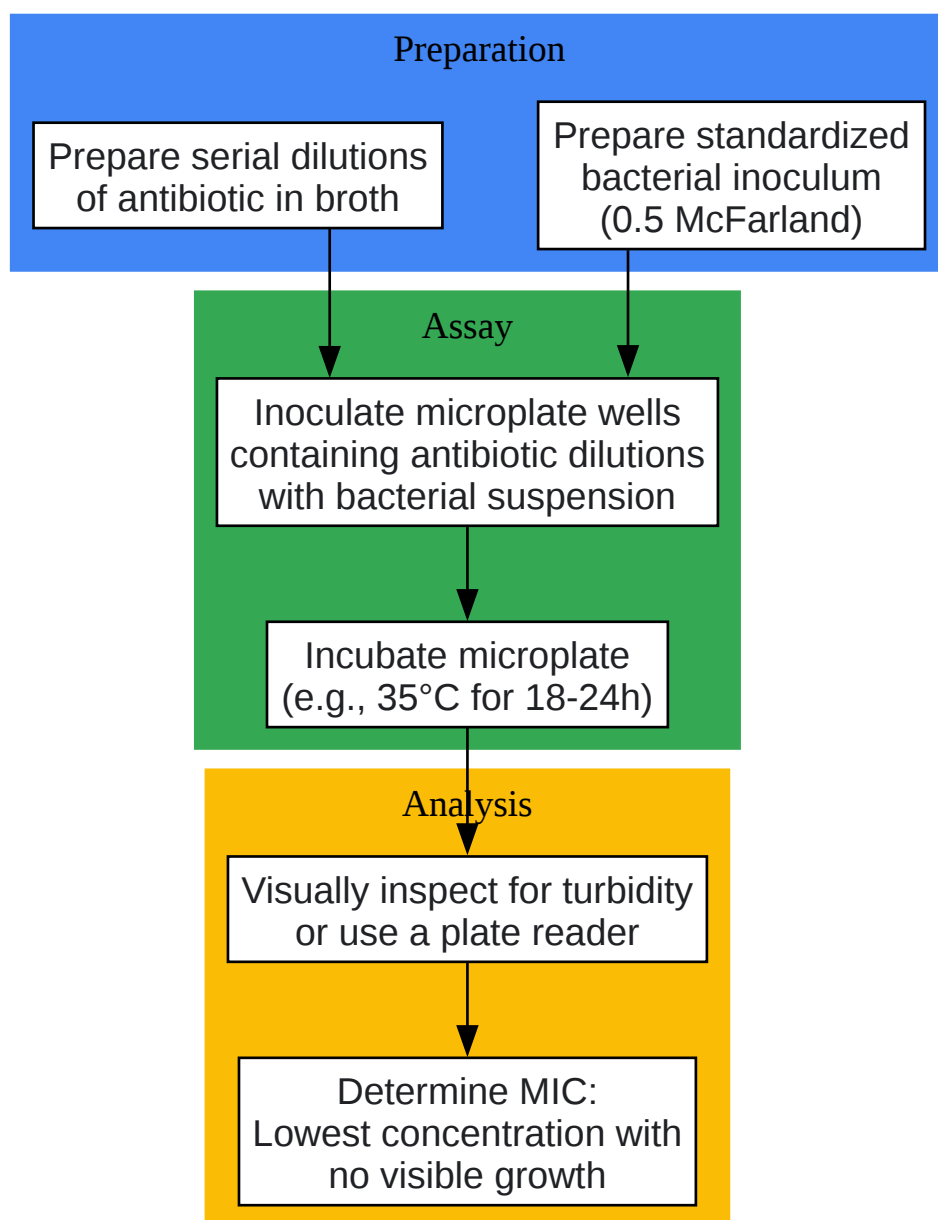 Preparation
Prepare serial dilutions
of antibiotic in broth
Prepare standardized
bacterial inoculum
(0.5 McFarland)
Assay
Inoculate microplate wells
containing antibiotic dilutions
with bacterial suspension
Incubate microplate
(e.g., 35°C for 18-24h)
Analysis
Visually inspect for turbidity
or use a plate reader
Determine MIC:
Lowest concentration with
no visible growth